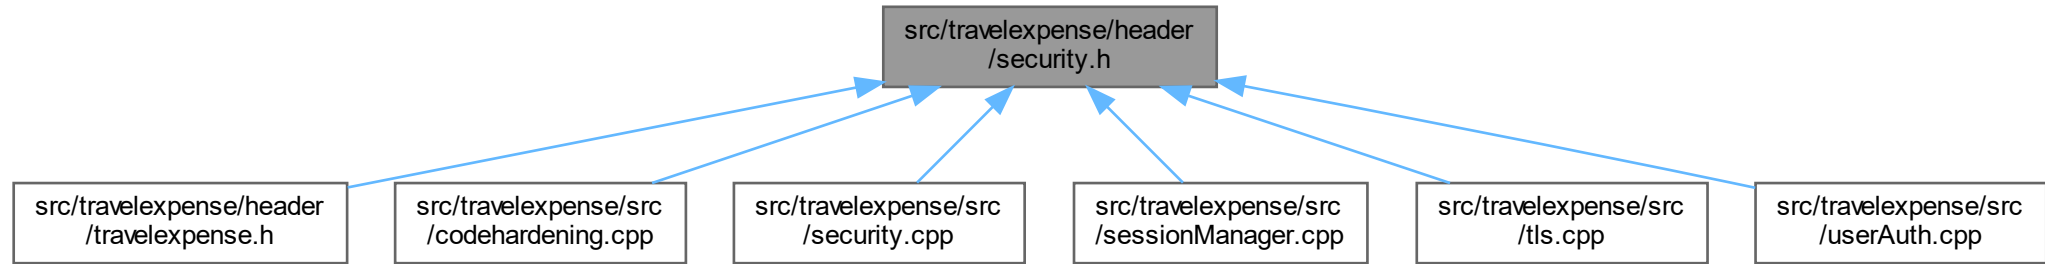 src/travelexpense/header
/security.h
src/travelexpense/header
/travelexpense.h
src/travelexpense/src
/codehardening.cpp
src/travelexpense/src
/security.cpp
src/travelexpense/src
/sessionManager.cpp
src/travelexpense/src
/tls.cpp
src/travelexpense/src
/userAuth.cpp